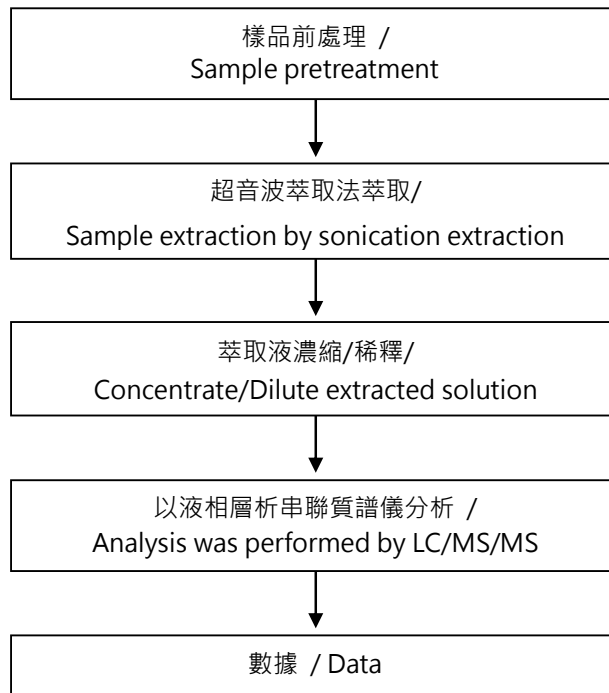 樣品前處理 /
Sample pretreatment
超音波萃取法萃取/
Sample extraction by sonication extraction
萃取液濃縮/稀釋/
Concentrate/Dilute extracted solution
以液相層析串聯質譜儀分析 /
Analysis was performed by LC/MS/MS
數據 / Data